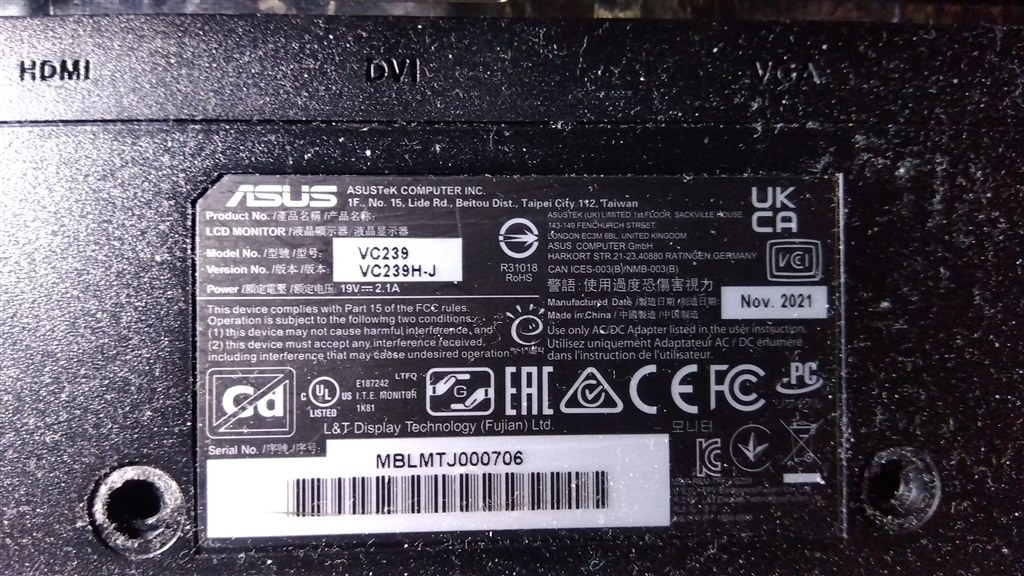 HDMI DVI VGA
ASUS ASUSTeK COMPUTER INC.
1F., No. 15, Lide Rd., Beitou Dist., Taipei City 112, Taiwan
Product No. /產品名稱 /产品名称:
LCD MONITOR /液晶顯示器 /液晶显示器
Model No. /型號 /型号: VC239
Version No. /版本 /版本: VC239H-J
Power /額定電壓 /额定电压: 19V⎓2.1A
This device complies with Part 15 of the FCC rules.
Operation is subject to the following two conditions:
(1) this device may not cause harmful interference, and
(2) this device must accept any interference received,
including interference that may cause undesired operation.
R31018
RoHS
ASUSTEK (UK) LIMITED 1st FLOOR, SACKVILLE HOUSE,
143-149 FENCHURCH STREET,
LONDON EC3M 6BL, UNITED KINGDOM
ASUS COMPUTER GmbH
HARKORT STR. 21-23, 40880 RATINGEN GERMANY
CAN ICES-003(B)/NMB-003(B)
UK
CA
VCI
警語: 使用過度恐傷害視力
Manufactured Date /製造日期 /制造日期: Nov. 2021
Made in China / 中國製造 / 中国制造
Use only AC/DC Adapter listed in the user instruction.
Utilisez uniquement Adaptateur AC / DC énuméré
dans l'instruction de l'utilisateur.
Cd
C UL US
LISTED
LTFQ
E187242
I.T.E. MONITOR
1K81
G
EAC
CE
FC
PC
L&T Display Technology (Fujian) Ltd.
모니터
Serial No. /序號 /序号:
MBLMTJ000706